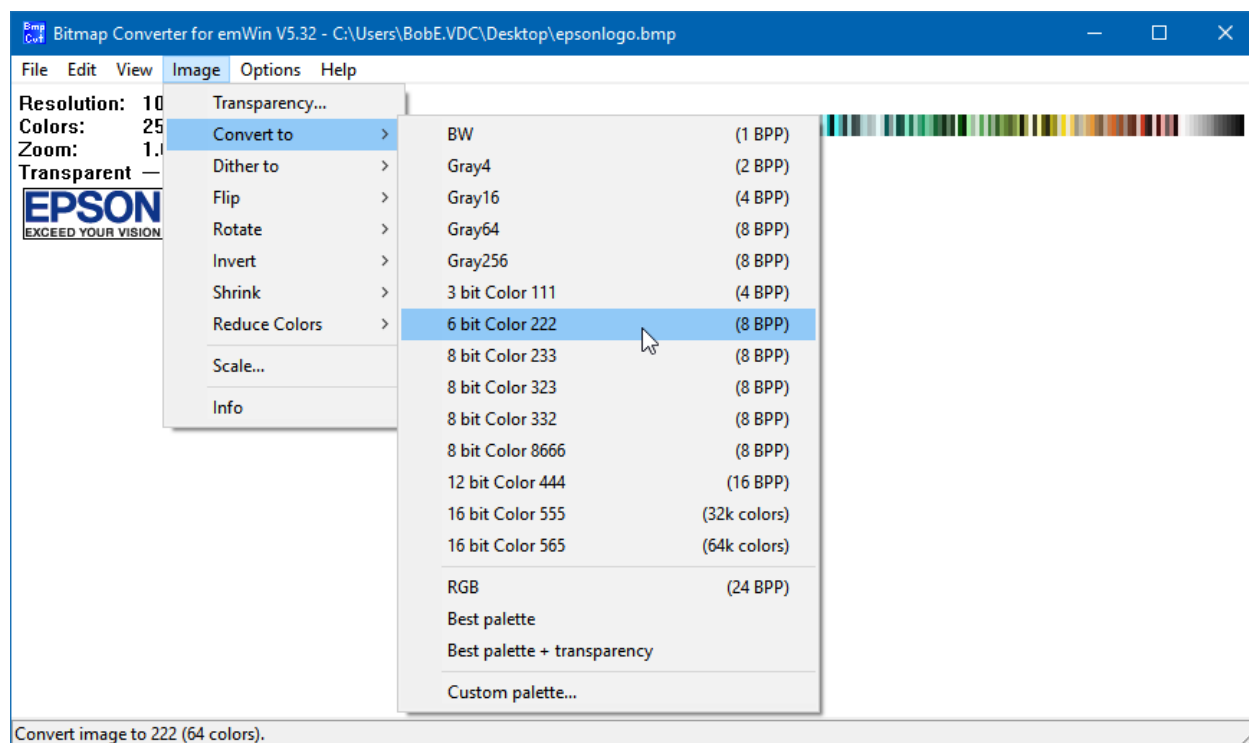 Bmp
Cvt
Bitmap Converter for emWin V5.32 - C:\Users\BobE.VDC\Desktop\epsonlogo.bmp
File Edit View Image Options Help
Resolution: 10
Colors: 25
Zoom: 1.
Transparent —
EPSON
EXCEED YOUR VISION
Transparency...
Convert to >
Dither to >
Flip >
Rotate >
Invert >
Shrink >
Reduce Colors >
Scale...
Info
BW (1 BPP)
Gray4 (2 BPP)
Gray16 (4 BPP)
Gray64 (8 BPP)
Gray256 (8 BPP)
3 bit Color 111 (4 BPP)
6 bit Color 222 (8 BPP)
8 bit Color 233 (8 BPP)
8 bit Color 323 (8 BPP)
8 bit Color 332 (8 BPP)
8 bit Color 8666 (8 BPP)
12 bit Color 444 (16 BPP)
16 bit Color 555 (32k colors)
16 bit Color 565 (64k colors)
RGB (24 BPP)
Best palette
Best palette + transparency
Custom palette...
Convert image to 222 (64 colors).